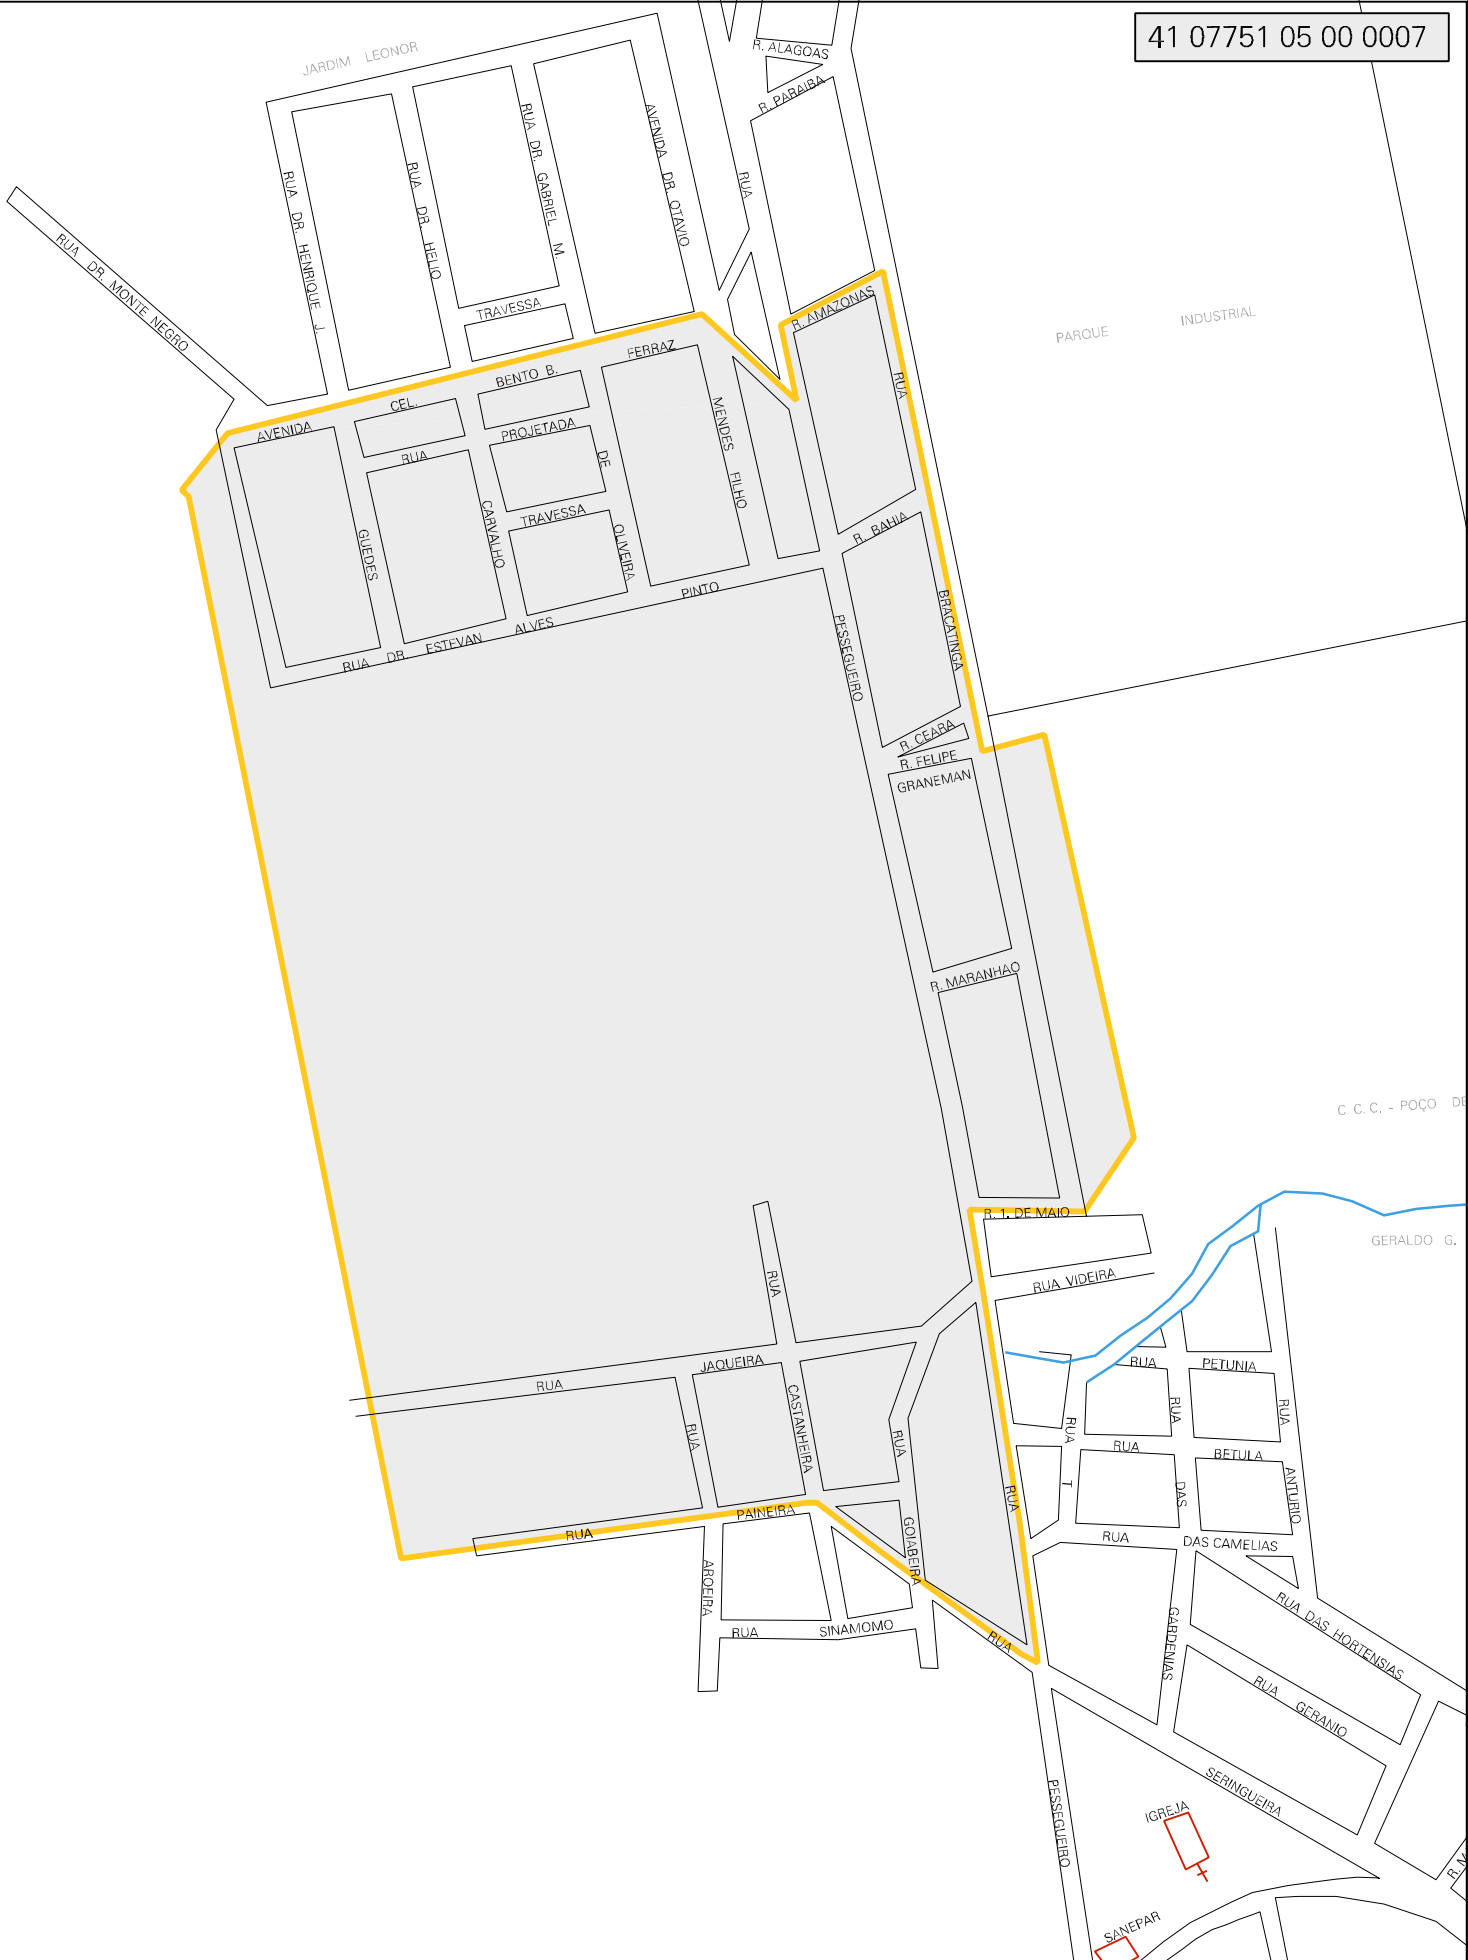 41 07751 05 00 0007
JARDIM LEONOR
R. ALAGOAS
R. PARAIBA
RUA DR. HENRIQUE J.
RUA DR. HELIO
RUA DR. GABRIEL M.
AVENIDA DR. OTAVIO
RUA
RUA DR. MONTE NEGRO
TRAVESSA
R. AMAZONAS
PARQUE INDUSTRIAL
AVENIDA CEL. BENTO B. FERRAZ
RUA PROJETADA
RUA
MENDES FILHO
DE OLIVEIRA
CARVALHO
GUEDES
TRAVESSA
R. BAHIA
RUA DR. ESTEVAN ALVES PINTO
PESSEGUEIRO
BRACATINGA
R. CEARA
R. FELIPE
GRANEMAN
R. MARANHAO
C. C. C. - POÇO DE
R. 1. DE MAIO
GERALDO G.
RUA VIDEIRA
RUA
RUA JAQUEIRA
CASTANHEIRA
RUA
RUA
RUA PETUNIA
RUA
RUA
RUA T
RUA BETULA
DAS
ANTURIO
RUA
RUA PAINEIRA
GOIABEIRA
RUA DAS CAMELIAS
AROEIRA
RUA SINAMOMO
RUA
GARDENIAS
RUA DAS HORTENSIAS
RUA GERANIO
SERINGUEIRA
PESSEGUEIRO
IGREJA
SANEPAR